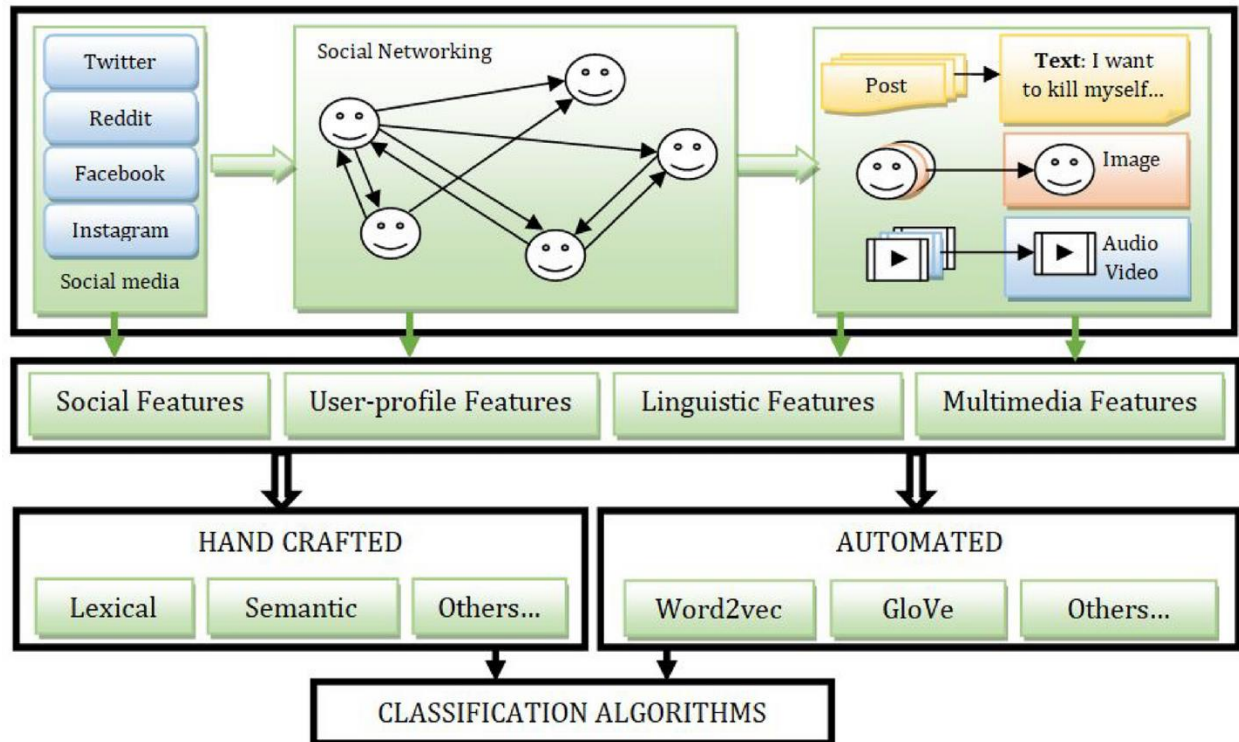 Twitter
Reddit
Facebook
Instagram
Social media
Social Networking
Post
Text: I want
to kill myself...
Image
Audio
Video
Social Features
User-profile Features
Linguistic Features
Multimedia Features
HAND CRAFTED
Lexical
Semantic
Others...
AUTOMATED
Word2vec
GloVe
Others...
CLASSIFICATION ALGORITHMS